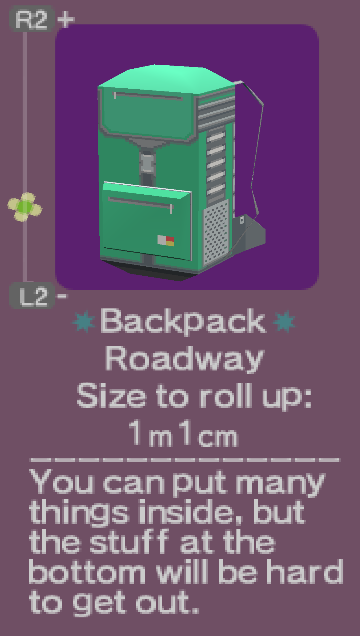 R2 +
L2 -
Backpack
Roadway
Size to roll up:
1m1cm
You can put many
things inside, but
the stuff at the
bottom will be hard
to get out.